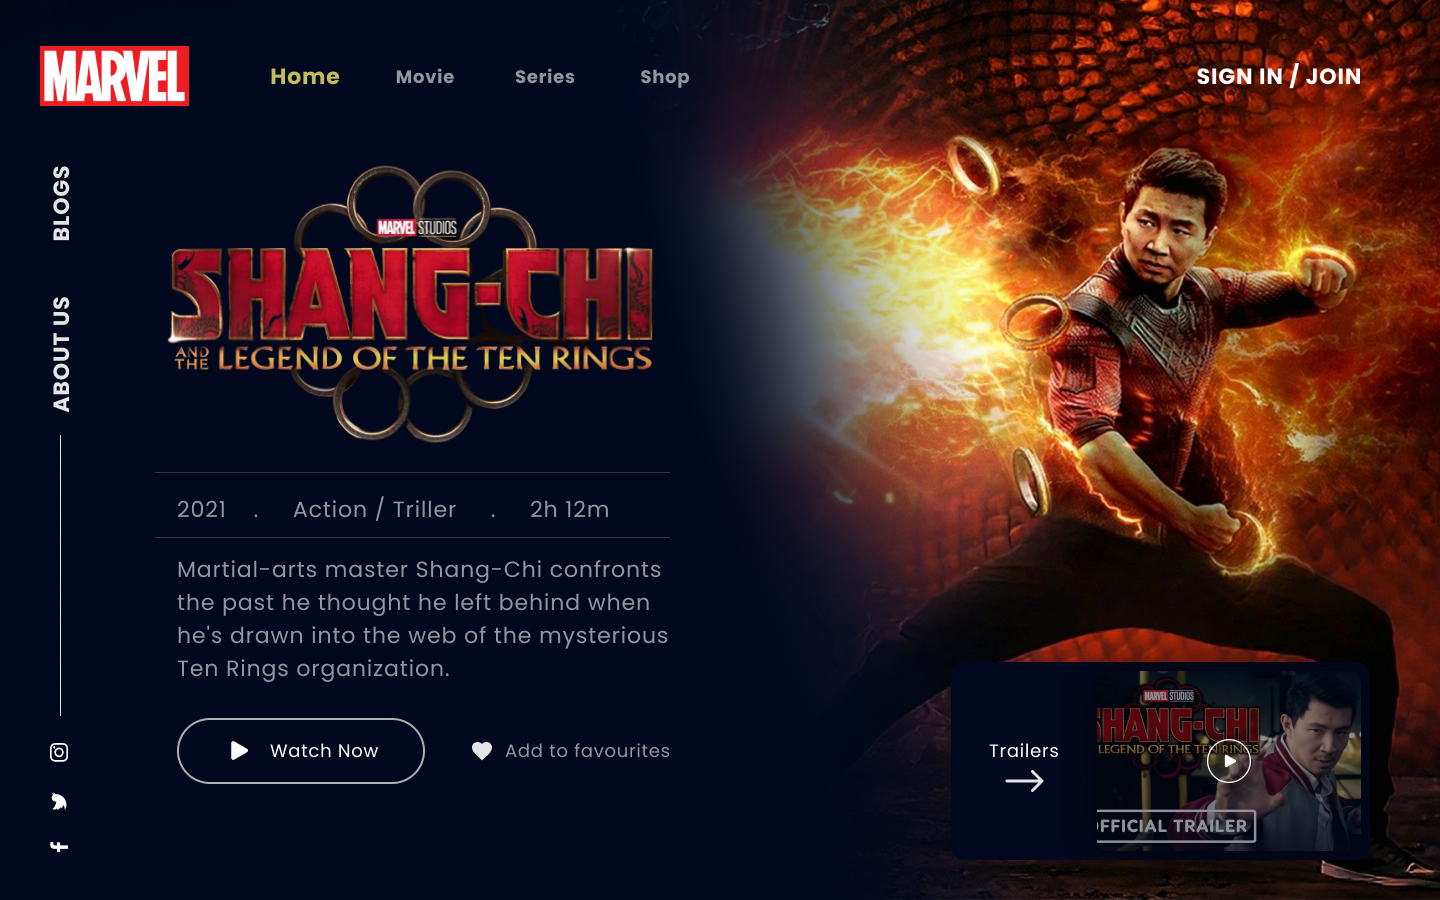 MARVEL
Home Movie Series Shop
SIGN IN / JOIN
BLOGS
ABOUT US
MARVEL STUDIOS
SHANG-CHI
AND THE LEGEND OF THE TEN RINGS
2021 . Action / Triller . 2h 12m
Martial-arts master Shang-Chi confronts
the past he thought he left behind when
he's drawn into the web of the mysterious
Ten Rings organization.
Watch Now
Add to favourites
Trailers
MARVEL STUDIOS
HANG-CHI
LEGEND OF THE TEN RINGS
FFICIAL TRAILER